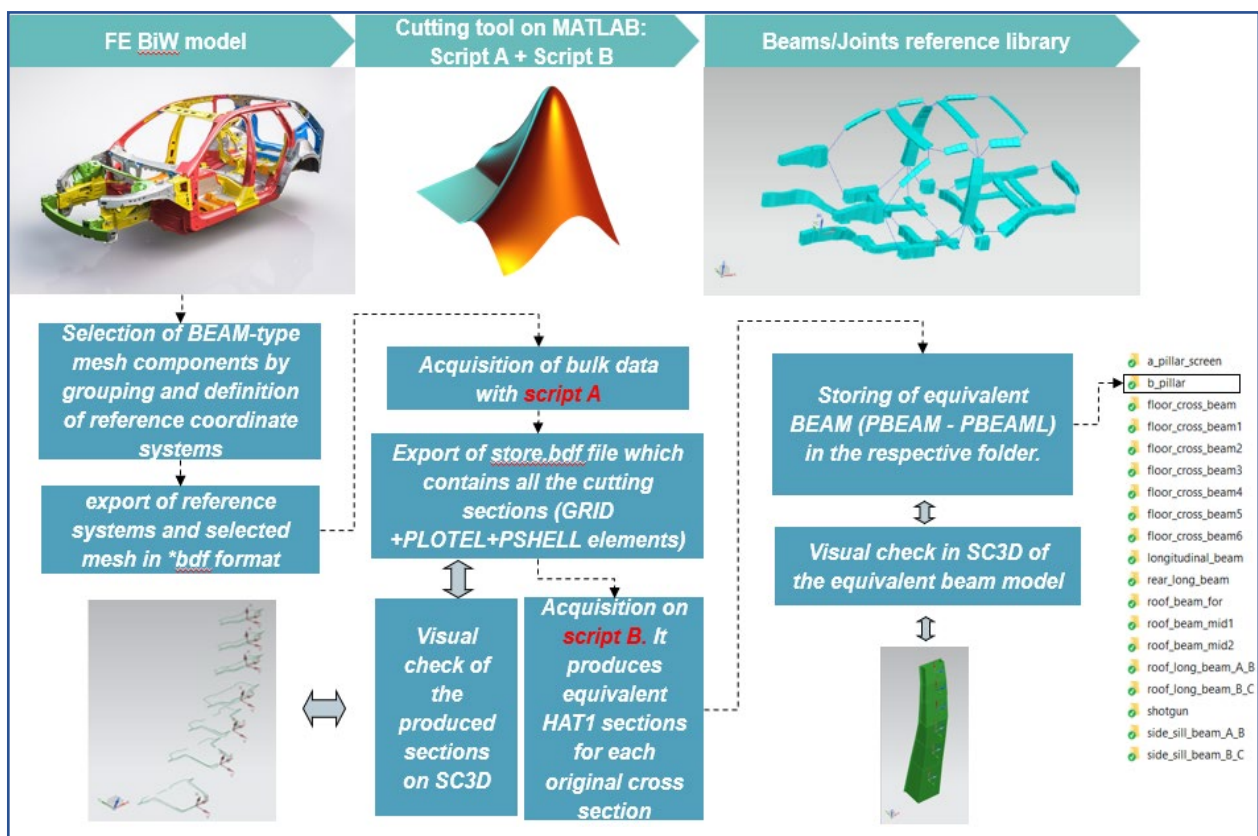 FE BiW model
Cutting tool on MATLAB:
Script A + Script B
Beams/Joints reference library
Selection of BEAM-type
mesh components by
grouping and definition
of reference coordinate
systems
export of reference
systems and selected
mesh in *bdf format
Acquisition of bulk data
with script A
Export of store.bdf file which
contains all the cutting
sections (GRID
+PLOTEL+PSHELL elements)
Visual
check of
the
produced
sections
on SC3D
Acquisition on
script B. It
produces
equivalent
HAT1 sections
for each
original cross
section
Storing of equivalent
BEAM (PBEAM - PBEAML)
in the respective folder.
Visual check in SC3D of
the equivalent beam model
a_pillar_screen
b_pillar
floor_cross_beam
floor_cross_beam1
floor_cross_beam2
floor_cross_beam3
floor_cross_beam4
floor_cross_beam5
floor_cross_beam6
longitudinal_beam
rear_long_beam
roof_beam_for
roof_beam_mid1
roof_beam_mid2
roof_long_beam_A_B
roof_long_beam_B_C
shotgun
side_sill_beam_A_B
side_sill_beam_B_C